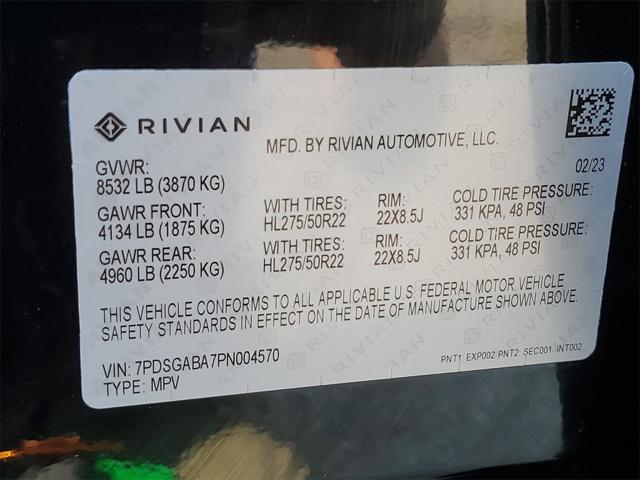 RIVIAN
MFD. BY RIVIAN AUTOMOTIVE, LLC.
02/23
GVWR:
8532 LB (3870 KG)
GAWR FRONT: WITH TIRES: RIM: COLD TIRE PRESSURE:
4134 LB (1875 KG) HL275/50R22 22X8.5J 331 KPA, 48 PSI
GAWR REAR: WITH TIRES: RIM: COLD TIRE PRESSURE:
4960 LB (2250 KG) HL275/50R22 22X8.5J 331 KPA, 48 PSI
THIS VEHICLE CONFORMS TO ALL APPLICABLE U.S. FEDERAL MOTOR VEHICLE
SAFETY STANDARDS IN EFFECT ON THE DATE OF MANUFACTURE SHOWN ABOVE.
VIN: 7PDSGABA7PN004570
TYPE: MPV
PNT1: EXP002 PNT2: SEC001 INT002